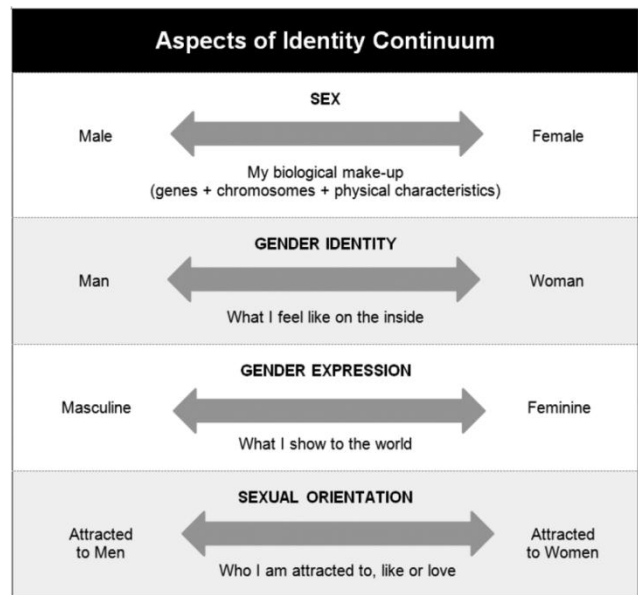 Aspects of Identity Continuum
SEX
Male
Female
My biological make-up
(genes + chromosomes + physical characteristics)
GENDER IDENTITY
Man
Woman
What I feel like on the inside
GENDER EXPRESSION
Masculine
Feminine
What I show to the world
SEXUAL ORIENTATION
Attracted
to Men
Attracted
to Women
Who I am attracted to, like or love